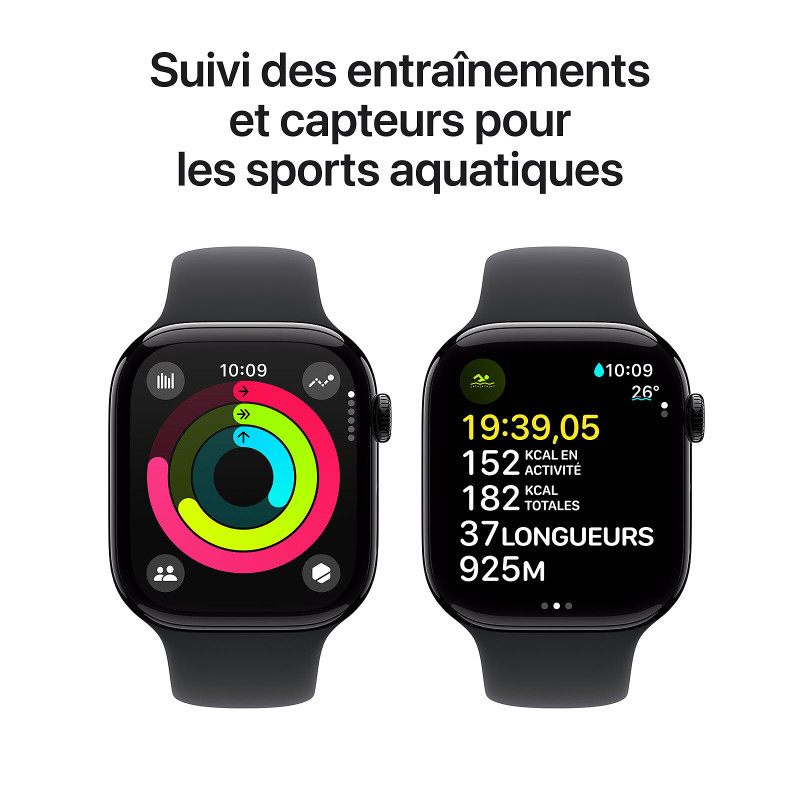 Suivi des entraînements
et capteurs pour
les sports aquatiques
10:09
10:09
26°
19:39,05
152 KCAL EN
ACTIVITÉ
182 KCAL
TOTALES
37 LONGUEURS
925M